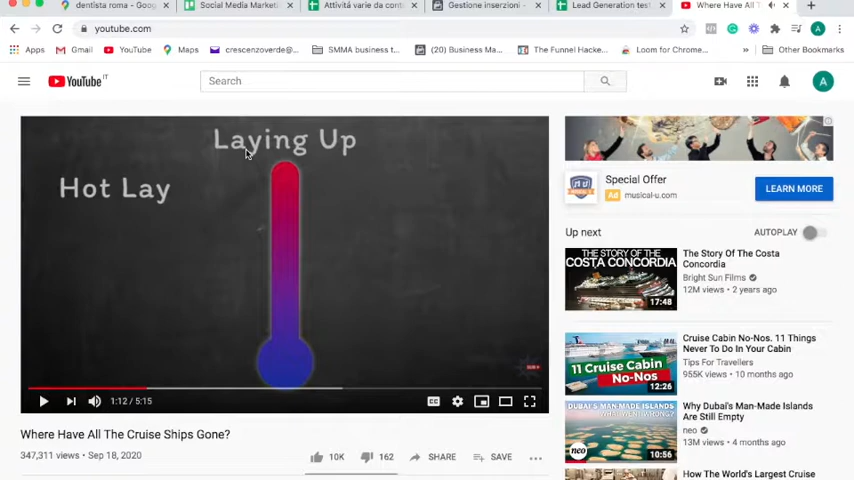 dentista roma - Goog
Social Media Marketi
Attività varie da cont
Gestione inserzioni -
Lead Generation test
Where Have All T
youtube.com
Apps
Gmail
YouTube
Maps
crescenzoverde@...
SMMA business t...
(20) Business Ma...
The Funnel Hacke...
Loom for Chrome...
Other Bookmarks
YouTube IT
Search
A
Laying Up
Hot Lay
1:12 / 5:15
CC
Where Have All The Cruise Ships Gone?
347,311 views • Sep 18, 2020
10K
162
SHARE
SAVE
Special Offer
Ad musical-u.com
LEARN MORE
Up next
AUTOPLAY
THE STORY OF THE
COSTA CONCORDIA
17:48
The Story Of The Costa
Concordia
Bright Sun Films
12M views • 2 years ago
11 Cruise Cabin
No-Nos
12:26
Cruise Cabin No-Nos. 11 Things
Never To Do In Your Cabin
Tips For Travellers
955K views • 10 months ago
DUBAI'S MAN-MADE ISLANDS
WHAT WENT WRONG?
neo
10:56
Why Dubai's Man-Made Islands
Are Still Empty
neo
2M views • 4 months ago
How The World's Largest Cruise